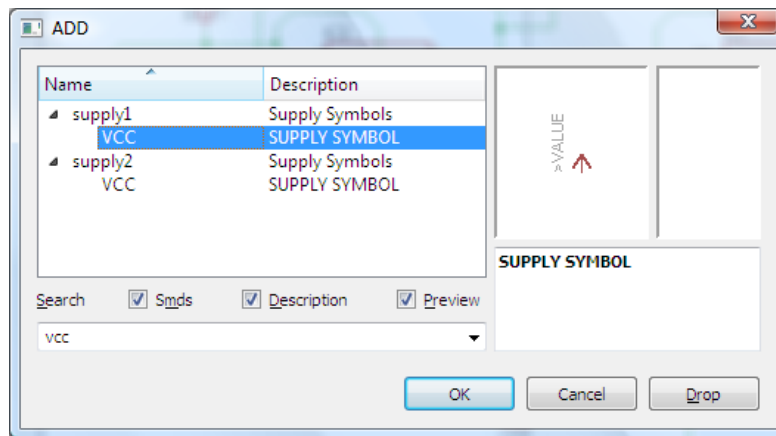 ADD
Name Description
supply1 Supply Symbols
VCC SUPPLY SYMBOL
supply2 Supply Symbols
VCC SUPPLY SYMBOL
>VALUE
SUPPLY SYMBOL
Search Smds Description Preview
vcc
OK Cancel Drop